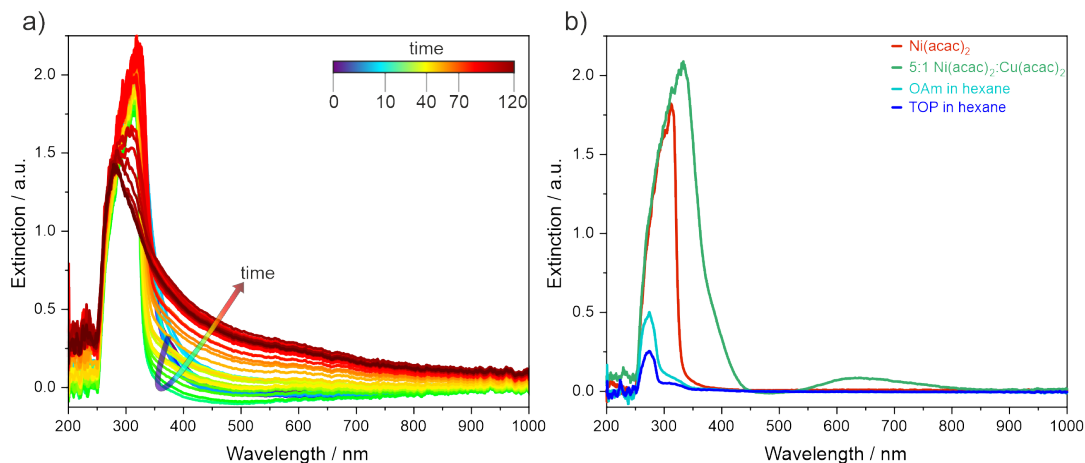 a)
time
0 10 40 70 120
2.0
1.5
1.0
0.5
0.0
Extinction / a.u.
time
200 300 400 500 600 700 800 900 1000
Wavelength / nm
b)
Ni(acac)₂
5:1 Ni(acac)₂:Cu(acac)₂
OAm in hexane
TOP in hexane
2.0
1.5
1.0
0.5
0.0
Extinction / a.u.
200 300 400 500 600 700 800 900 1000
Wavelength / nm